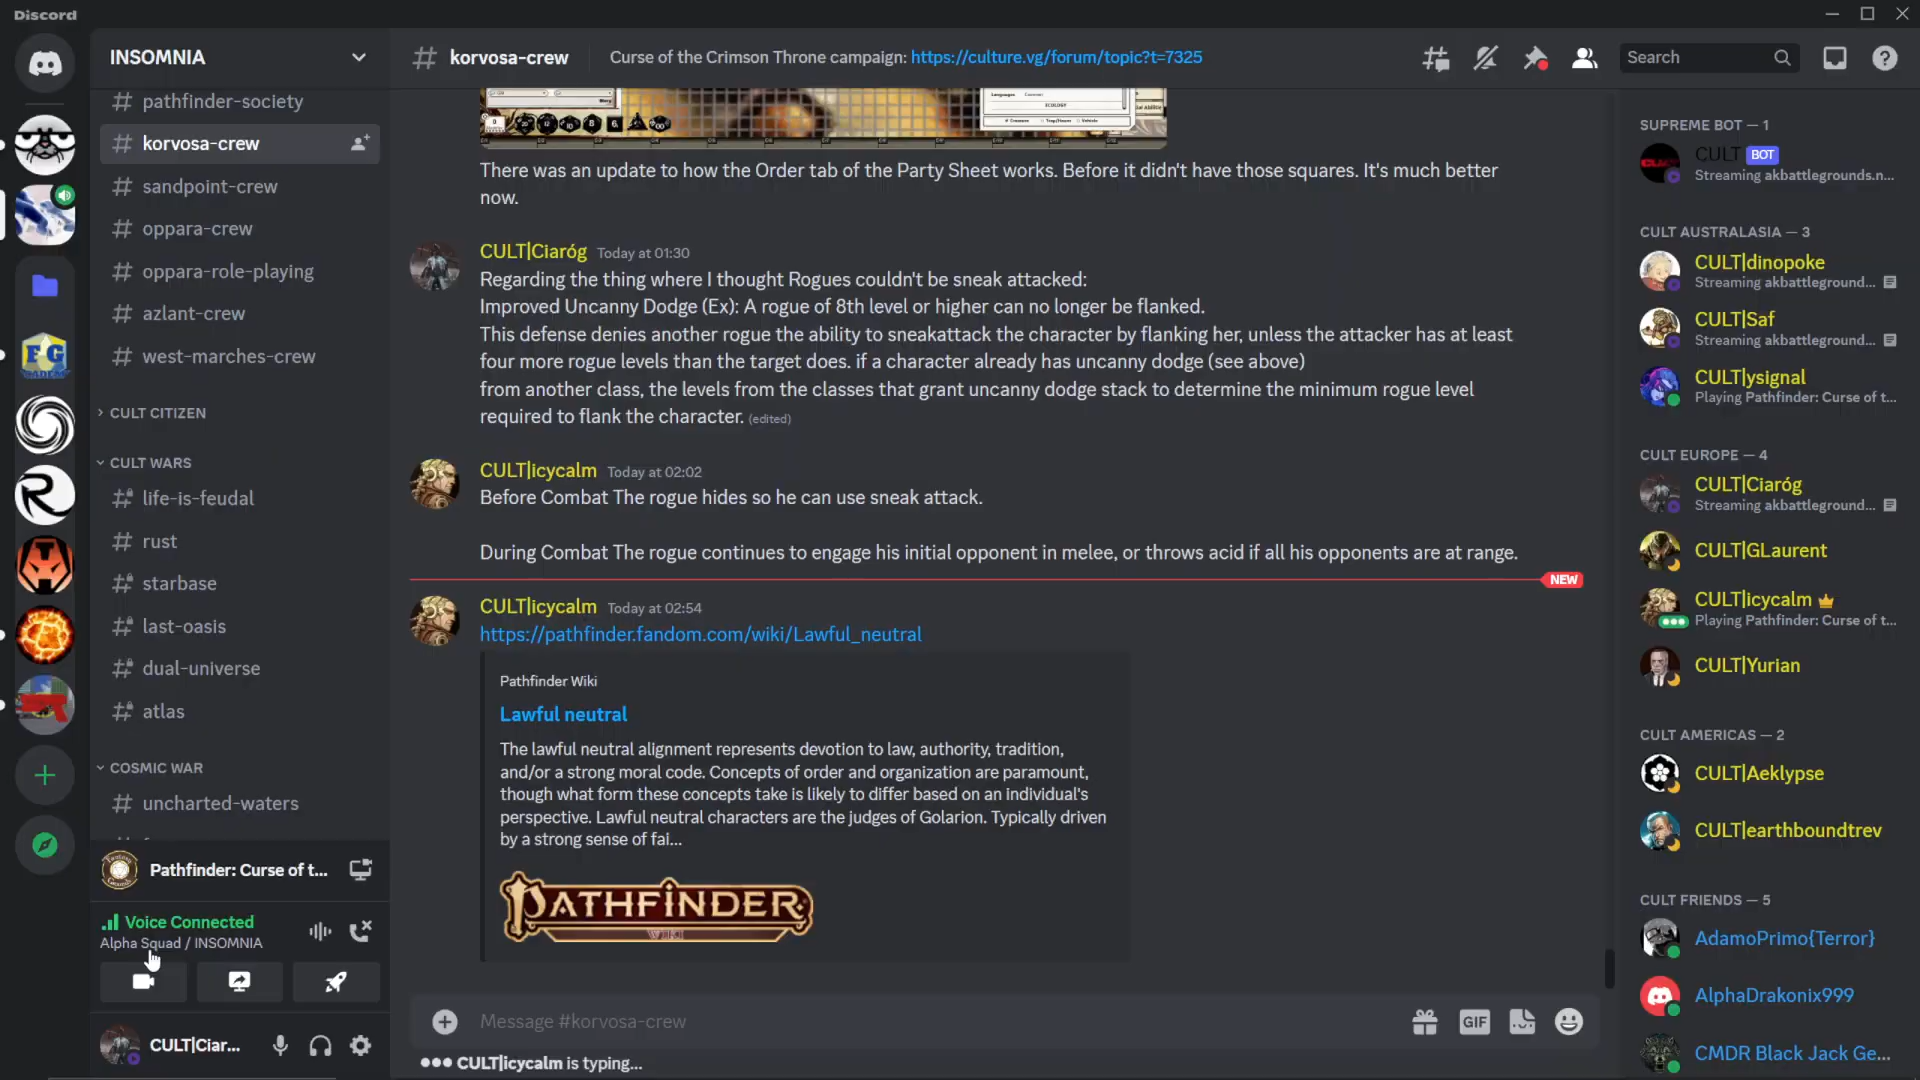 Discord
INSOMNIA
pathfinder-society
korvosa-crew
sandpoint-crew
oppara-crew
oppara-role-playing
azlant-crew
west-marches-crew
CULT CITIZEN
CULT WARS
life-is-feudal
rust
starbase
last-oasis
dual-universe
atlas
COSMIC WAR
uncharted-waters
Pathfinder: Curse of t...
Voice Connected
Alpha Squad / INSOMNIA
CULT|Ciar...
korvosa-crew
Curse of the Crimson Throne campaign: https://culture.vg/forum/topic?t=7325
Search
There was an update to how the Order tab of the Party Sheet works. Before it didn't have those squares. It's much better
now.
CULT|Ciaróg Today at 01:30
Regarding the thing where I thought Rogues couldn't be sneak attacked:
Improved Uncanny Dodge (Ex): A rogue of 8th level or higher can no longer be flanked.
This defense denies another rogue the ability to sneakattack the character by flanking her, unless the attacker has at least
four more rogue levels than the target does. if a character already has uncanny dodge (see above)
from another class, the levels from the classes that grant uncanny dodge stack to determine the minimum rogue level
required to flank the character. (edited)
CULT|icycalm Today at 02:02
Before Combat The rogue hides so he can use sneak attack.
During Combat The rogue continues to engage his initial opponent in melee, or throws acid if all his opponents are at range.
NEW
CULT|icycalm Today at 02:54
https://pathfinder.fandom.com/wiki/Lawful_neutral
Pathfinder Wiki
Lawful neutral
The lawful neutral alignment represents devotion to law, authority, tradition,
and/or a strong moral code. Concepts of order and organization are paramount,
though what form these concepts take is likely to differ based on an individual's
perspective. Lawful neutral characters are the judges of Golarion. Typically driven
by a strong sense of fai...
PATHFINDER
WIKI
Message #korvosa-crew
GIF
CULT|icycalm is typing...
SUPREME BOT — 1
CULT BOT
Streaming akbattlegrounds.n...
CULT AUSTRALASIA — 3
CULT|dinopoke
Streaming akbattleground...
CULT|Saf
Streaming akbattleground...
CULT|ysignal
Playing Pathfinder: Curse of t...
CULT EUROPE — 4
CULT|Ciaróg
Streaming akbattleground...
CULT|GLaurent
CULT|icycalm
Playing Pathfinder: Curse of t...
CULT|Yurian
CULT AMERICAS — 2
CULT|Aeklypse
CULT|earthboundtrev
CULT FRIENDS — 5
AdamoPrimo{Terror}
AlphaDrakonix999
CMDR Black Jack Ge...